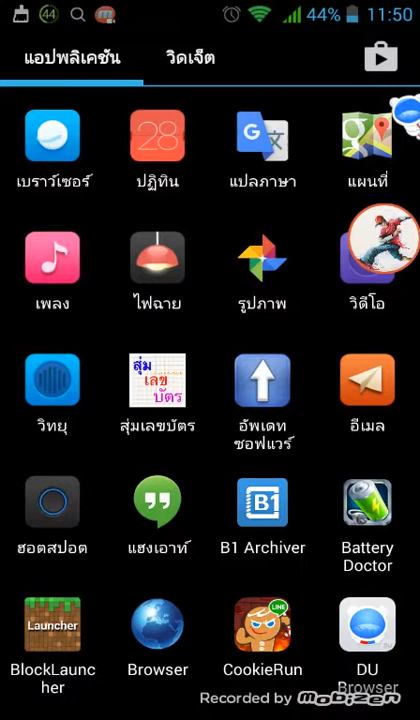 44
44%
11:50
แอปพลิเคชัน
วิดเจ็ต
28
G
g
เบราว์เซอร์
ปฏิทิน
แปลภาษา
แผนที่
เพลง
ไฟฉาย
รูปภาพ
วิดีโอ
สุ่ม
เลข
บัตร
วิทยุ
สุ่มเลขบัตร
อัพเดท
ซอฟแวร์
อีเมล
B1
ฮอตสปอต
แฮงเอาท์
B1 Archiver
Battery
Doctor
Launcher
LINE
BlockLaunc
her
Browser
CookieRun
DU
Browser
Recorded by Mobizen